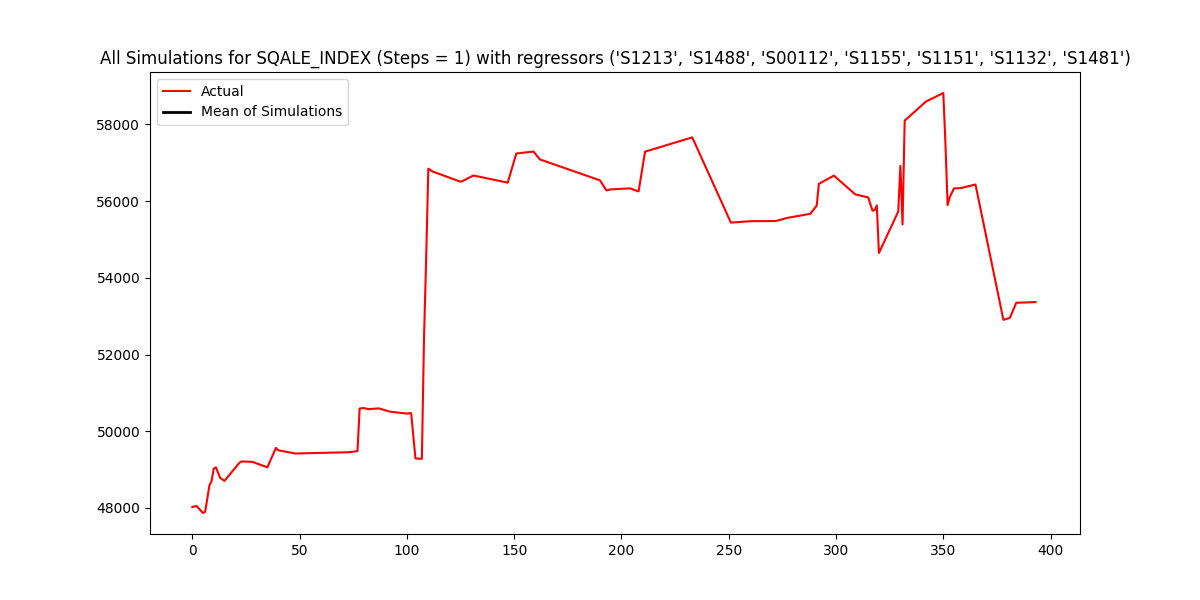 All Simulations for SQALE_INDEX (Steps = 1) with regressors ('S1213', 'S1488', 'S00112', 'S1155', 'S1151', 'S1132', 'S1481')
Actual
Mean of Simulations
58000
56000
54000
52000
50000
48000
0 50 100 150 200 250 300 350 400